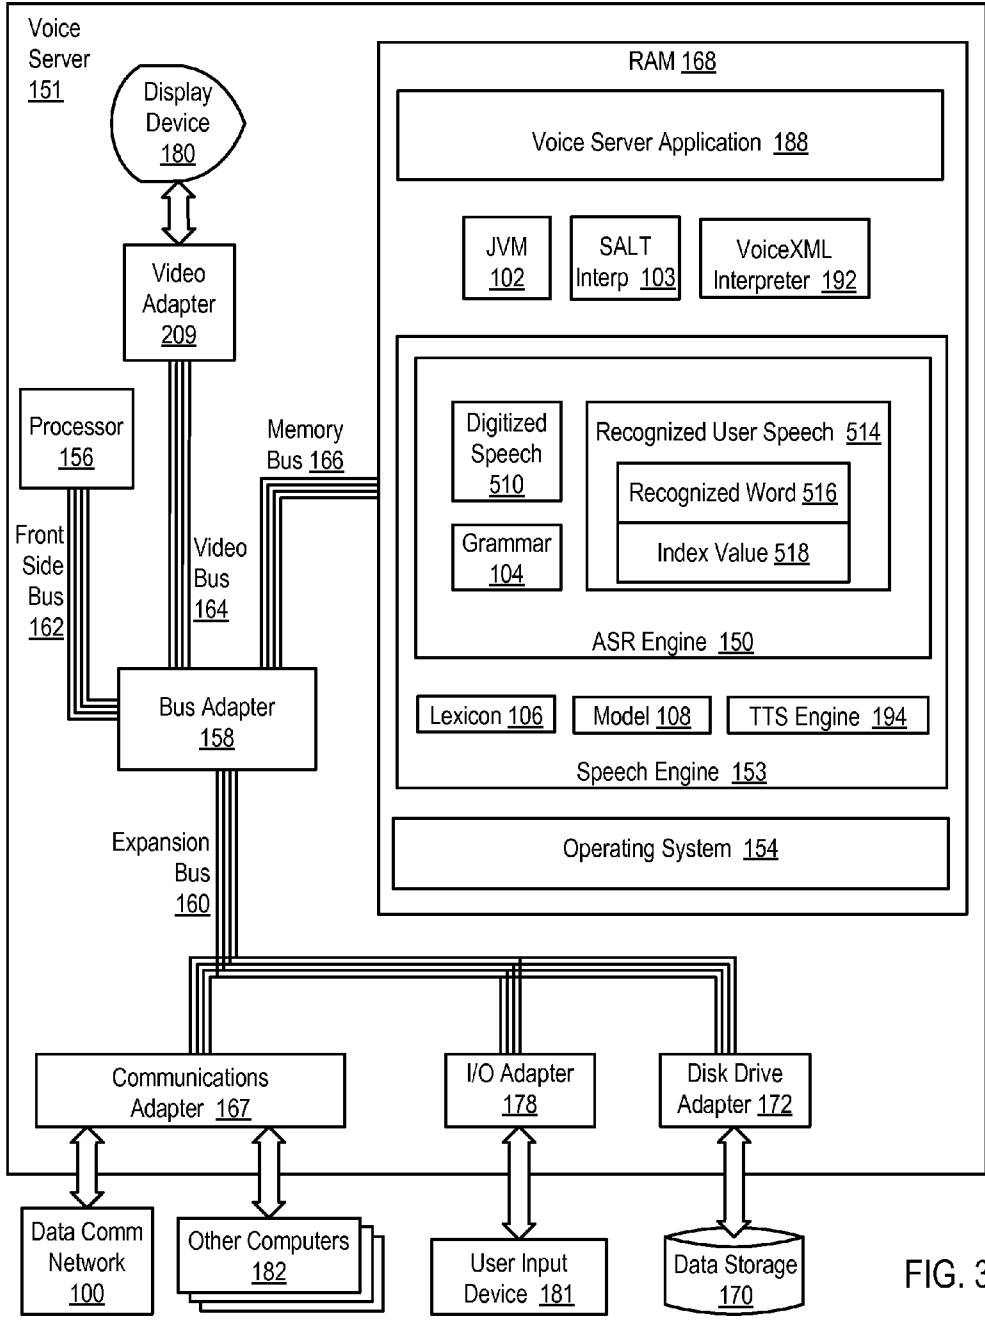 Voice
Server
151
Display
Device
180
Video
Adapter
209
Processor
156
Front
Side
Bus
162
Video
Bus
164
Memory
Bus 166
Bus Adapter
158
Expansion
Bus
160
RAM 168
Voice Server Application 188
JVM
102
SALT
Interp 103
VoiceXML
Interpreter 192
Digitized
Speech
510
Grammar
104
Recognized User Speech 514
Recognized Word 516
Index Value 518
ASR Engine 150
Lexicon 106
Model 108
TTS Engine 194
Speech Engine 153
Operating System 154
Communications
Adapter 167
I/O Adapter
178
Disk Drive
Adapter 172
Data Comm
Network
100
Other Computers
182
User Input
Device 181
Data Storage
170
FIG. 3